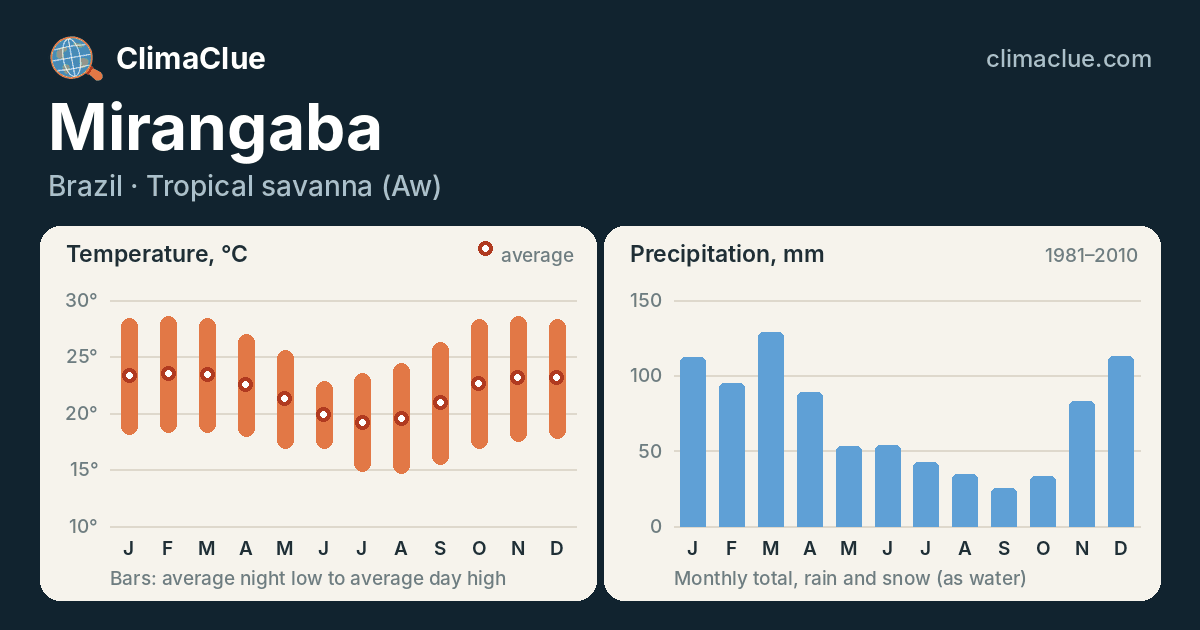 ClimaClue
climaclue.com
Mirangaba
Brazil · Tropical savanna (Aw)
Temperature, °C
average
30°
25°
20°
15°
10°
J F M A M J J A S O N D
Bars: average night low to average day high
Precipitation, mm
1981–2010
150
100
50
0
J F M A M J J A S O N D
Monthly total, rain and snow (as water)